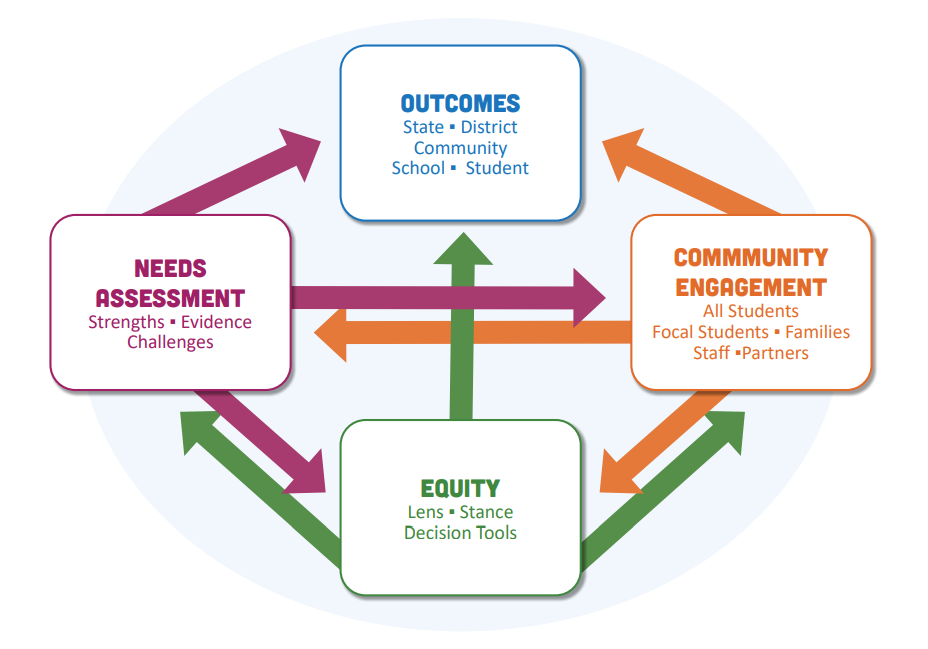 OUTCOMES
State ▪ District
Community
School ▪ Student
NEEDS
ASSESSMENT
Strengths ▪ Evidence
Challenges
COMMMUNITY
ENGAGEMENT
All Students
Focal Students ▪ Families
Staff ▪Partners
EQUITY
Lens ▪ Stance
Decision Tools